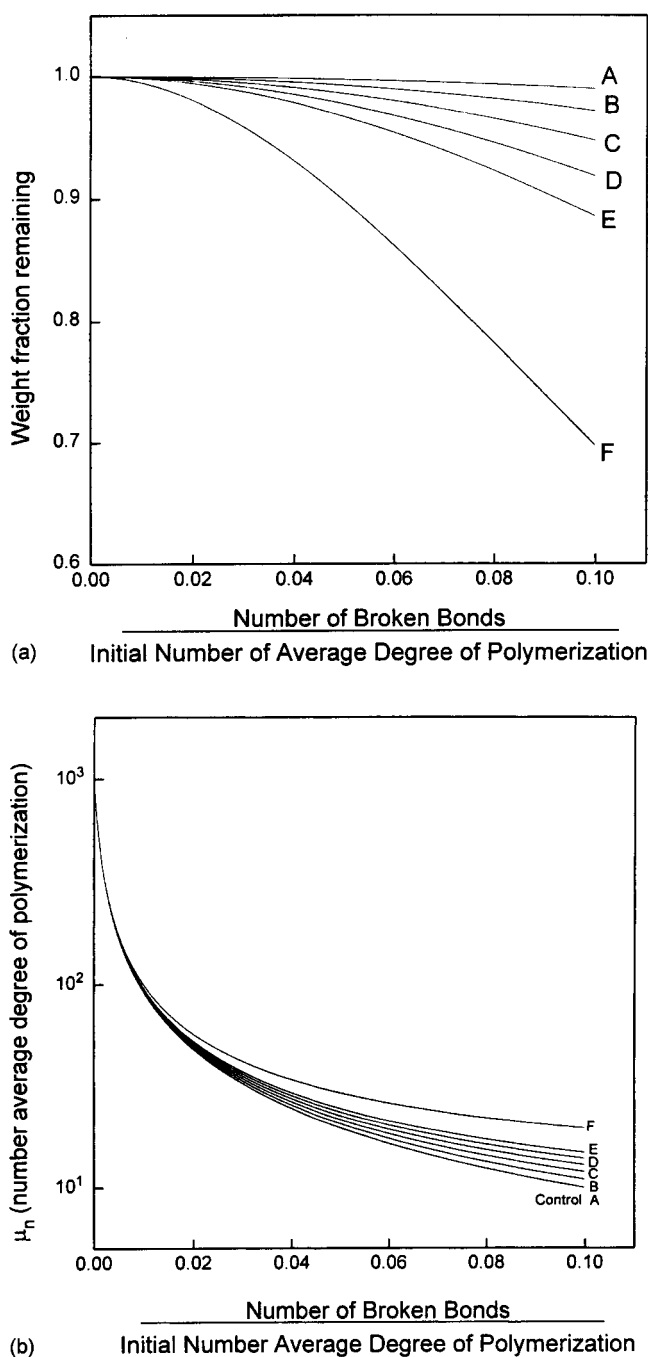 1.0
0.9
0.8
0.7
0.6
Weight fraction remaining
A
B
C
D
E
F
0.00 0.02 0.04 0.06 0.08 0.10
Number of Broken Bonds
Initial Number of Average Degree of Polymerization
(a)
10³
10²
10¹
μₙ (number average degree of polymerization)
F
E
D
C
B
Control A
0.00 0.02 0.04 0.06 0.08 0.10
Number of Broken Bonds
Initial Number Average Degree of Polymerization
(b)